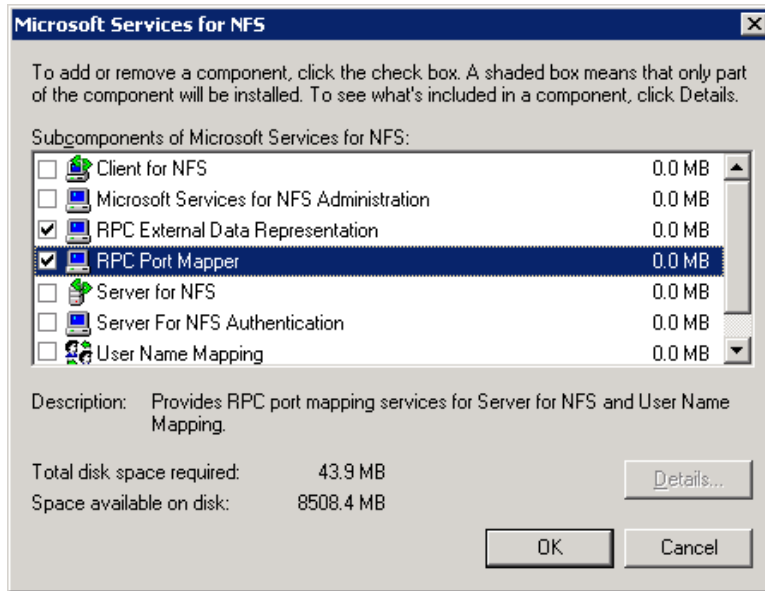 Microsoft Services for NFS
To add or remove a component, click the check box. A shaded box means that only part
of the component will be installed. To see what's included in a component, click Details.
Subcomponents of Microsoft Services for NFS:
Client for NFS 0.0 MB
Microsoft Services for NFS Administration 0.0 MB
RPC External Data Representation 0.0 MB
RPC Port Mapper 0.0 MB
Server for NFS 0.0 MB
Server For NFS Authentication 0.0 MB
User Name Mapping 0.0 MB
Description: Provides RPC port mapping services for Server for NFS and User Name
Mapping.
Total disk space required: 43.9 MB
Details...
Space available on disk: 8508.4 MB
OK Cancel